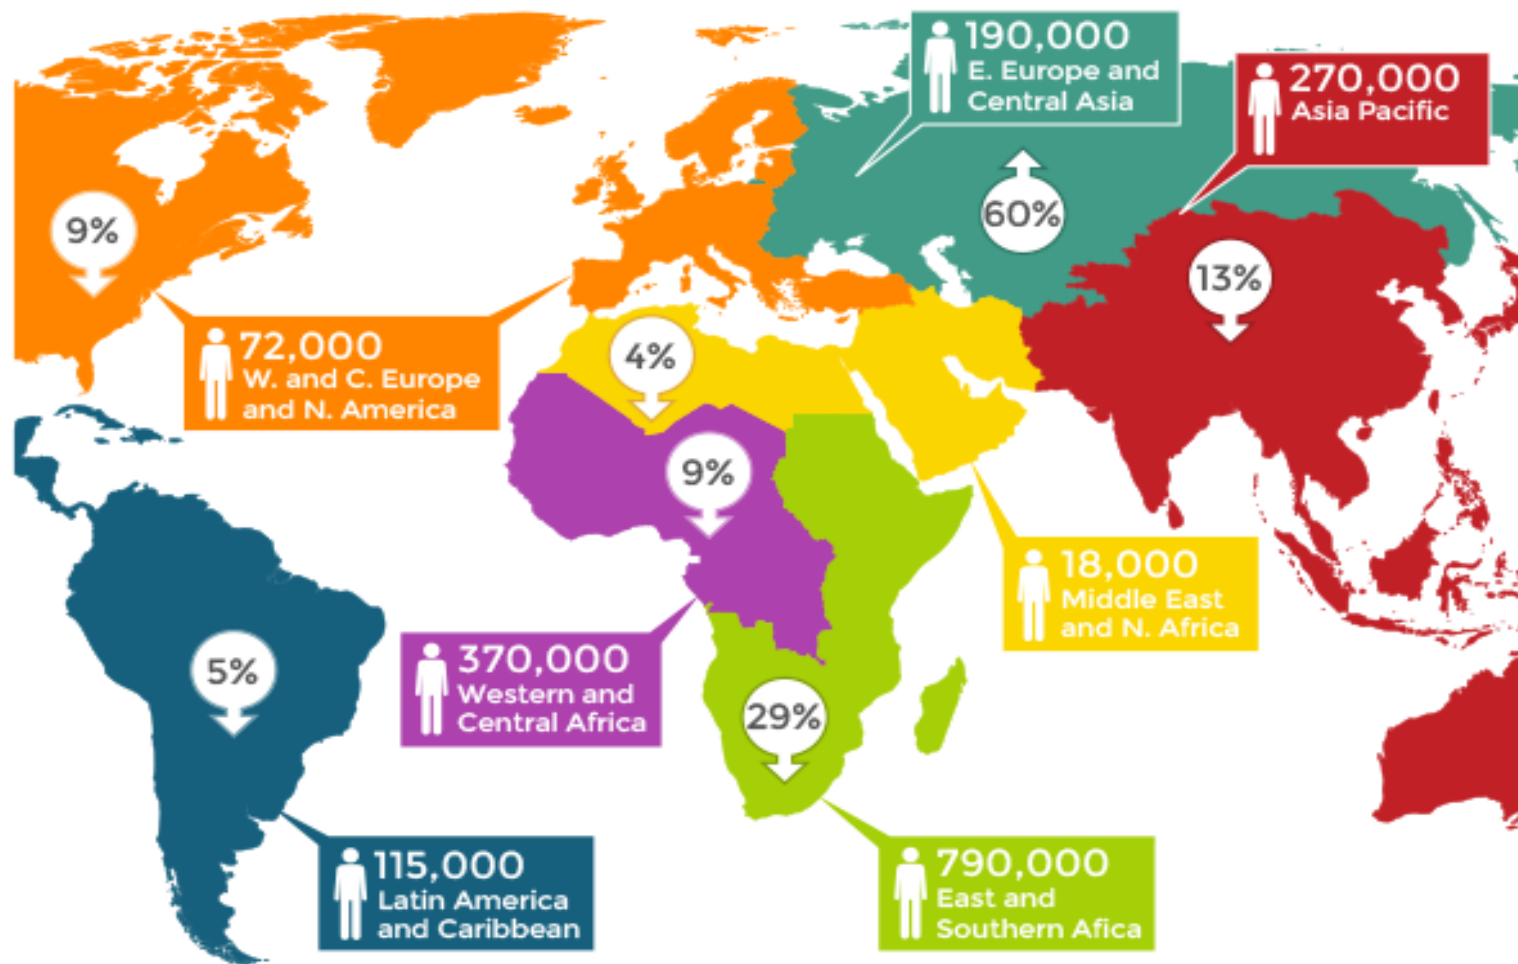 190,000
E. Europe and
Central Asia
270,000
Asia Pacific
60%
9%
13%
72,000
W. and C. Europe
and N. America
4%
9%
18,000
Middle East
and N. Africa
370,000
Western and
Central Africa
5%
29%
115,000
Latin America
and Caribbean
790,000
East and
Southern Afica